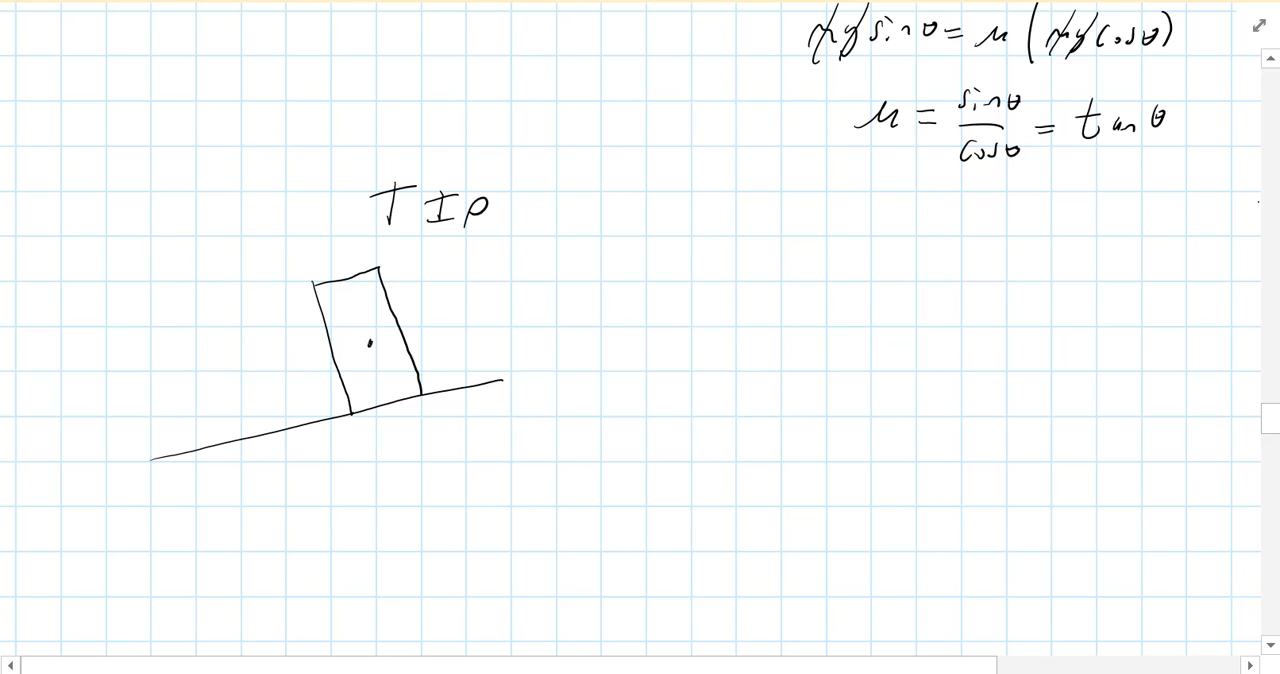 mg sin θ = μ (mg cos θ)
μ = sin θ / cos θ = tan θ
TIP